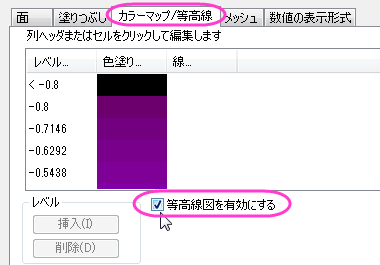 面 塗りつぶし カラーマップ/等高線 メッシュ 数値の表示形式
列ヘッダまたはセルをクリックして編集します
レベル... 色塗り... 線...
< -0.8
-0.8
-0.7146
-0.6292
-0.5438
レベル
等高線図を有効にする
挿入(I)
削除(D)